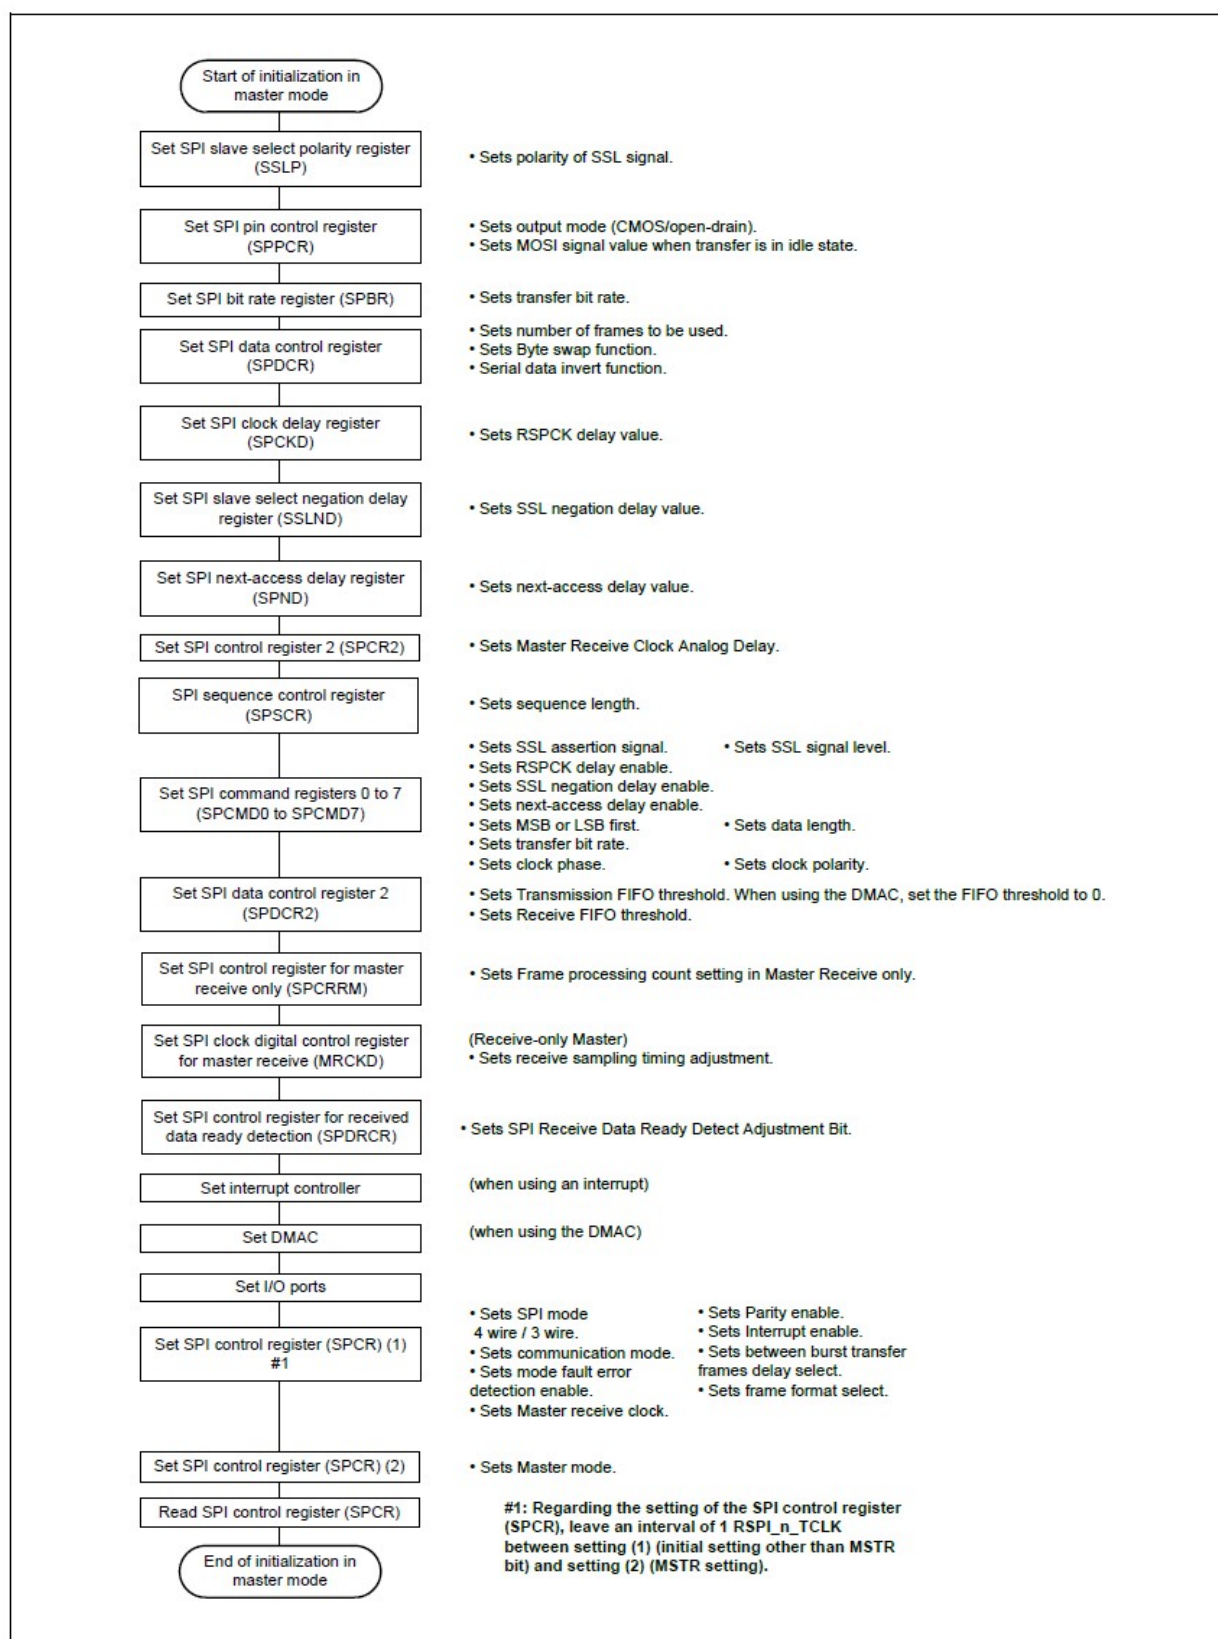 Start of initialization in
master mode
Set SPI slave select polarity register
(SSLP)
• Sets polarity of SSL signal.
Set SPI pin control register
(SPPCR)
• Sets output mode (CMOS/open-drain).
• Sets MOSI signal value when transfer is in idle state.
Set SPI bit rate register (SPBR)
• Sets transfer bit rate.
Set SPI data control register
(SPDCR)
• Sets number of frames to be used.
• Sets Byte swap function.
• Serial data invert function.
Set SPI clock delay register
(SPCKD)
• Sets RSPCK delay value.
Set SPI slave select negation delay
register (SSLND)
• Sets SSL negation delay value.
Set SPI next-access delay register
(SPND)
• Sets next-access delay value.
Set SPI control register 2 (SPCR2)
• Sets Master Receive Clock Analog Delay.
SPI sequence control register
(SPSCR)
• Sets sequence length.
Set SPI command registers 0 to 7
(SPCMD0 to SPCMD7)
• Sets SSL assertion signal. • Sets SSL signal level.
• Sets RSPCK delay enable.
• Sets SSL negation delay enable.
• Sets next-access delay enable.
• Sets MSB or LSB first. • Sets data length.
• Sets transfer bit rate.
• Sets clock phase. • Sets clock polarity.
Set SPI data control register 2
(SPDCR2)
• Sets Transmission FIFO threshold. When using the DMAC, set the FIFO threshold to 0.
• Sets Receive FIFO threshold.
Set SPI control register for master
receive only (SPCRRM)
• Sets Frame processing count setting in Master Receive only.
Set SPI clock digital control register
for master receive (MRCKD)
(Receive-only Master)
• Sets receive sampling timing adjustment.
Set SPI control register for received
data ready detection (SPDRCR)
• Sets SPI Receive Data Ready Detect Adjustment Bit.
Set interrupt controller
(when using an interrupt)
Set DMAC
(when using the DMAC)
Set I/O ports
Set SPI control register (SPCR) (1)
#1
• Sets SPI mode
4 wire / 3 wire.
• Sets communication mode.
• Sets mode fault error
detection enable.
• Sets Master receive clock.
• Sets Parity enable.
• Sets Interrupt enable.
• Sets between burst transfer
frames delay select.
• Sets frame format select.
Set SPI control register (SPCR) (2)
• Sets Master mode.
Read SPI control register (SPCR)
End of initialization in
master mode
#1: Regarding the setting of the SPI control register
(SPCR), leave an interval of 1 RSPI_n_TCLK
between setting (1) (initial setting other than MSTR
bit) and setting (2) (MSTR setting).